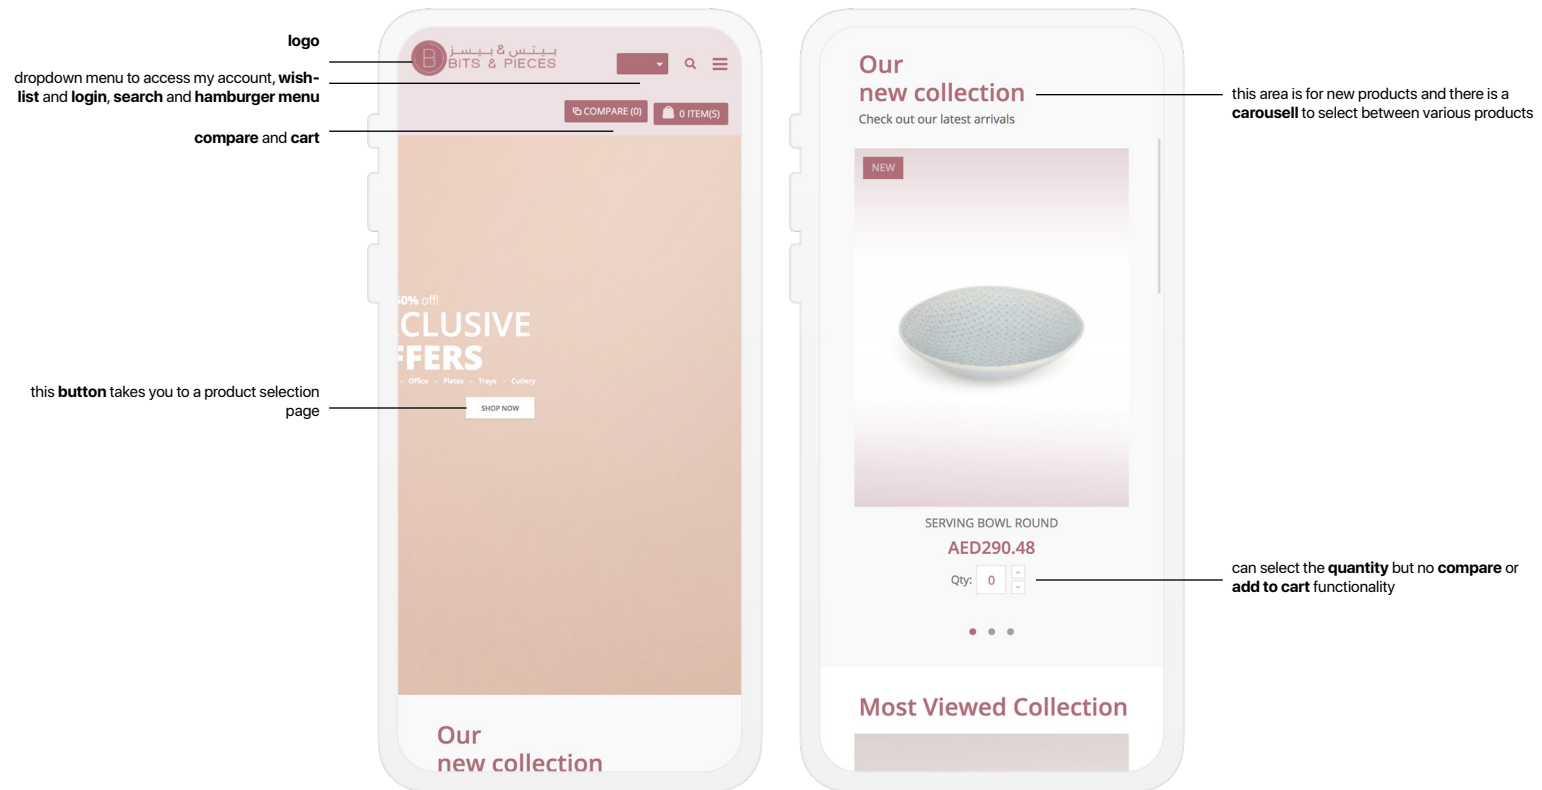 logo
dropdown menu to access my account, wish-
list and login, search and hamburger menu
compare and cart
this button takes you to a product selection
page
بيتس & بيسز
BITS & PIECES
COMPARE (0)
0 ITEM(S)
50% off!
CLUSIVE
FFERS
- Office - Plates - Trays - Cutlery
SHOP NOW
Our
new collection
Our
new collection
Check out our latest arrivals
NEW
SERVING BOWL ROUND
AED290.48
Qty: 0
Most Viewed Collection
this area is for new products and there is a
carousell to select between various products
can select the quantity but no compare or
add to cart functionality